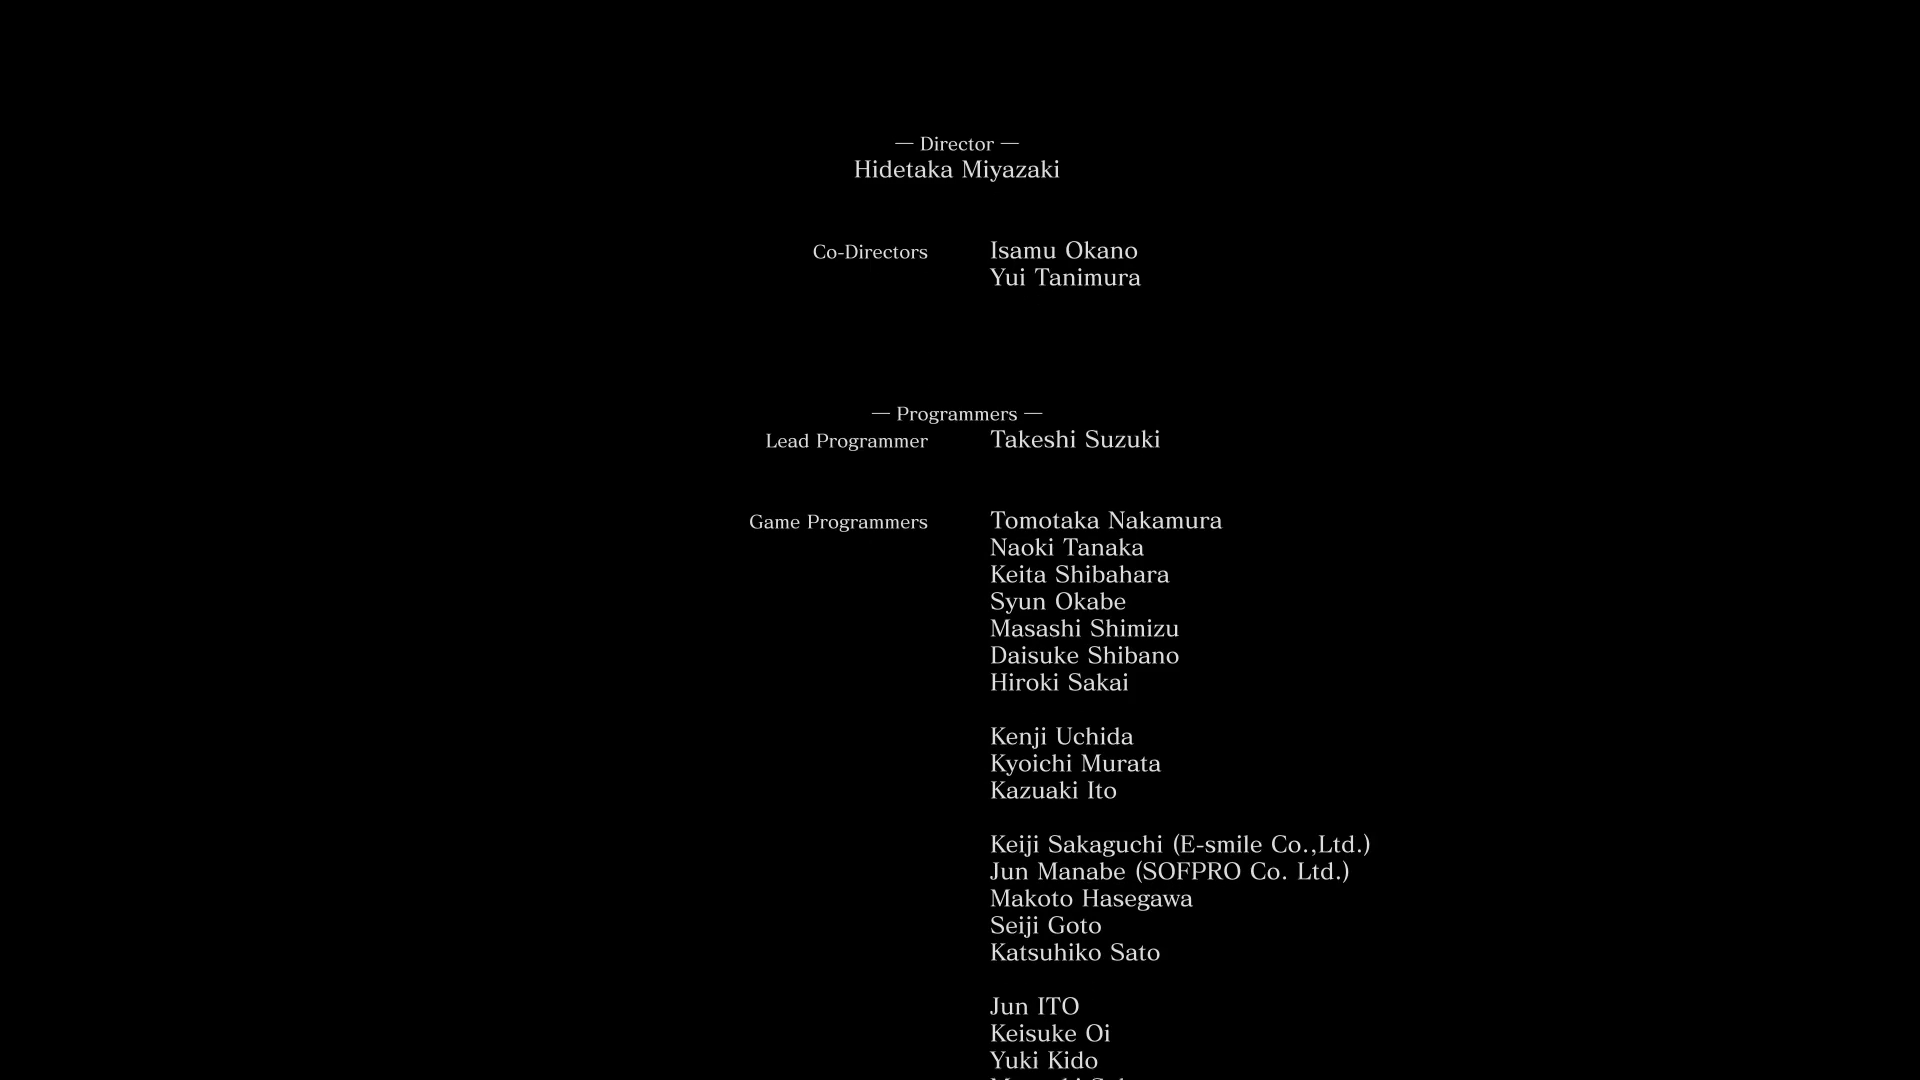 — Director —
Hidetaka Miyazaki
Co-Directors Isamu Okano
Yui Tanimura
— Programmers —
Lead Programmer Takeshi Suzuki
Game Programmers Tomotaka Nakamura
Naoki Tanaka
Keita Shibahara
Syun Okabe
Masashi Shimizu
Daisuke Shibano
Hiroki Sakai
Kenji Uchida
Kyoichi Murata
Kazuaki Ito
Keiji Sakaguchi (E-smile Co.,Ltd.)
Jun Manabe (SOFPRO Co. Ltd.)
Makoto Hasegawa
Seiji Goto
Katsuhiko Sato
Jun ITO
Keisuke Oi
Yuki Kido